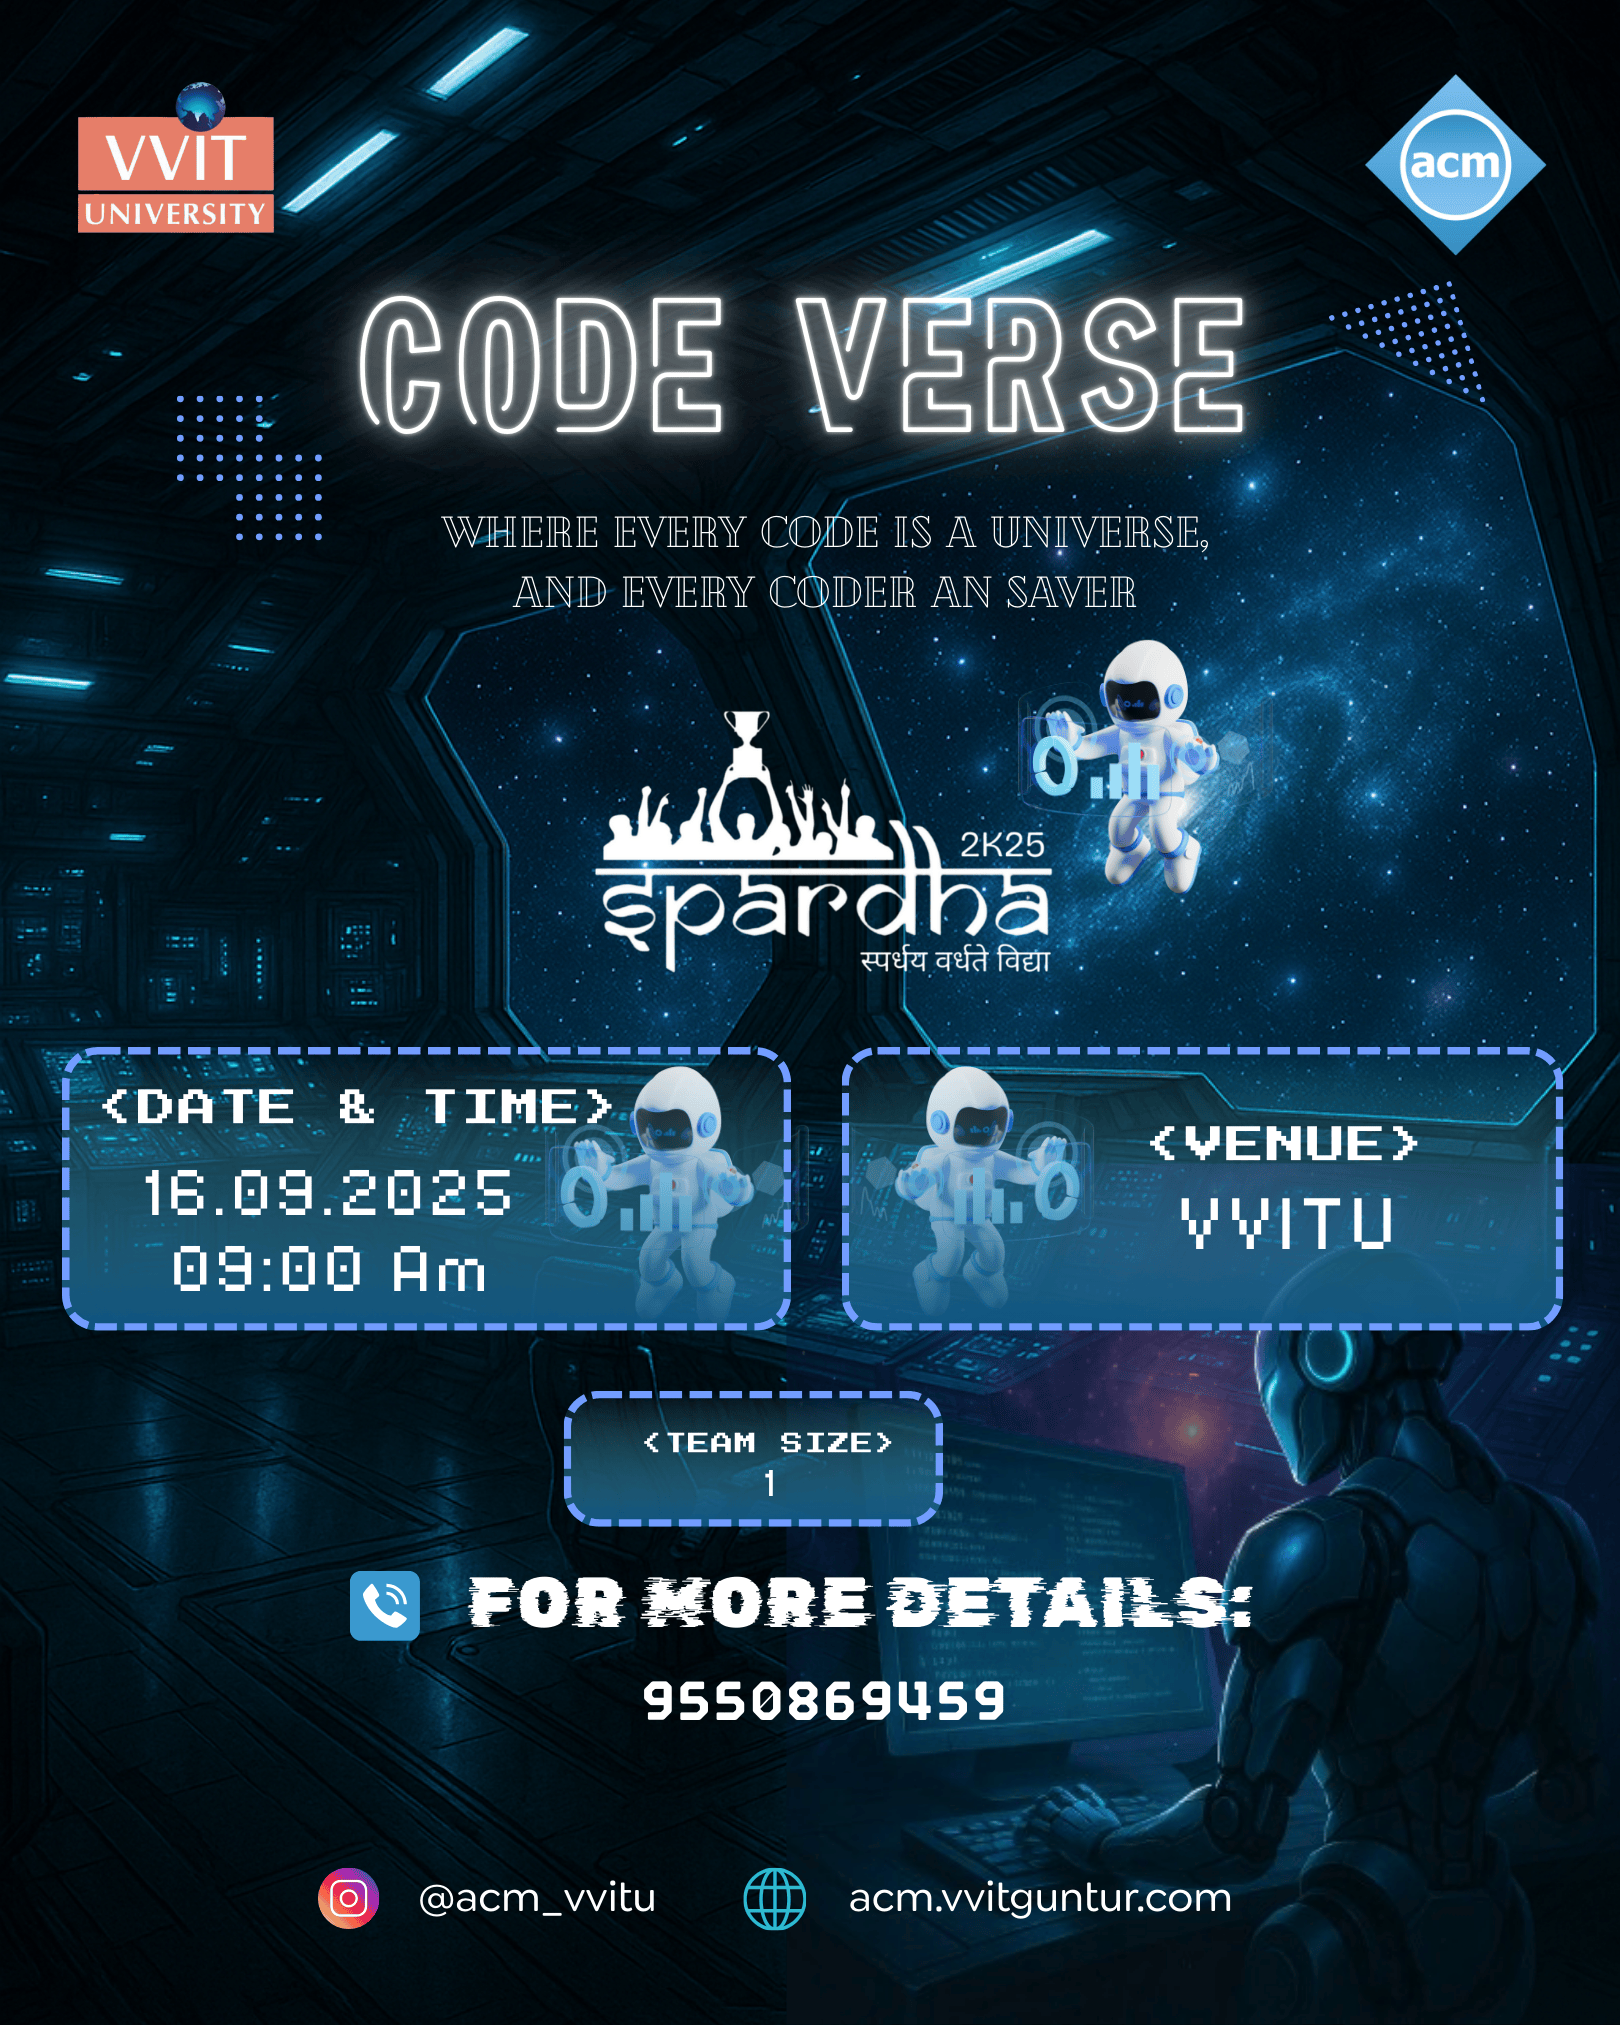 VVIT
UNIVERSITY
acm
CODE VERSE
WHERE EVERY CODE IS A UNIVERSE,
AND EVERY CODER AN SAVER
2K25
spardha
स्पर्धय वर्धते विद्या
<DATE & TIME>
16.09.2025
09:00 Am
<VENUE>
VVITU
<TEAM SIZE>
1
FOR MORE DETAILS:
9550869459
@acm_vvitu
acm.vvitguntur.com